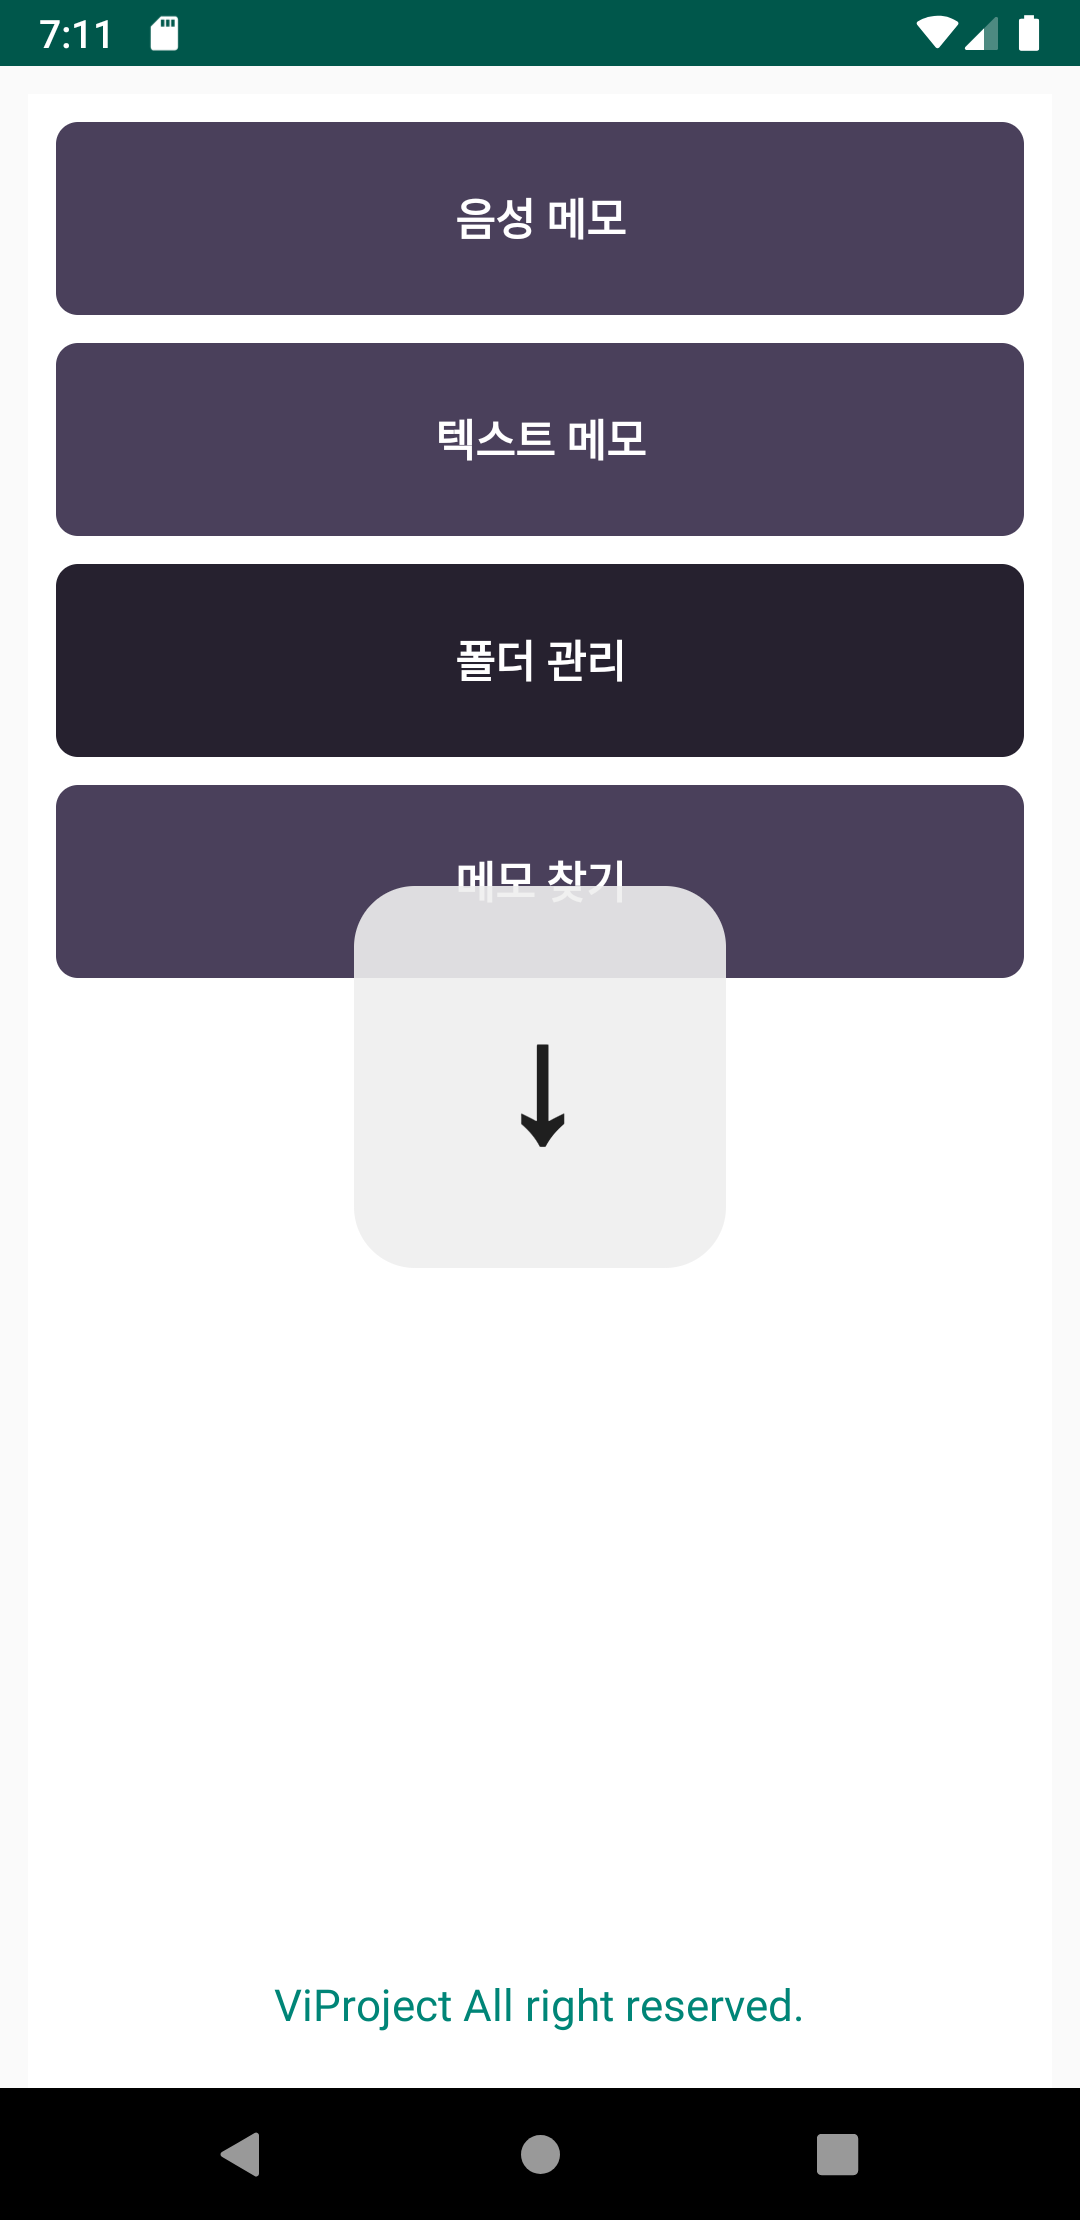 7:11
음성 메모
텍스트 메모
폴더 관리
메모 찾기
↓
ViProject All right reserved.